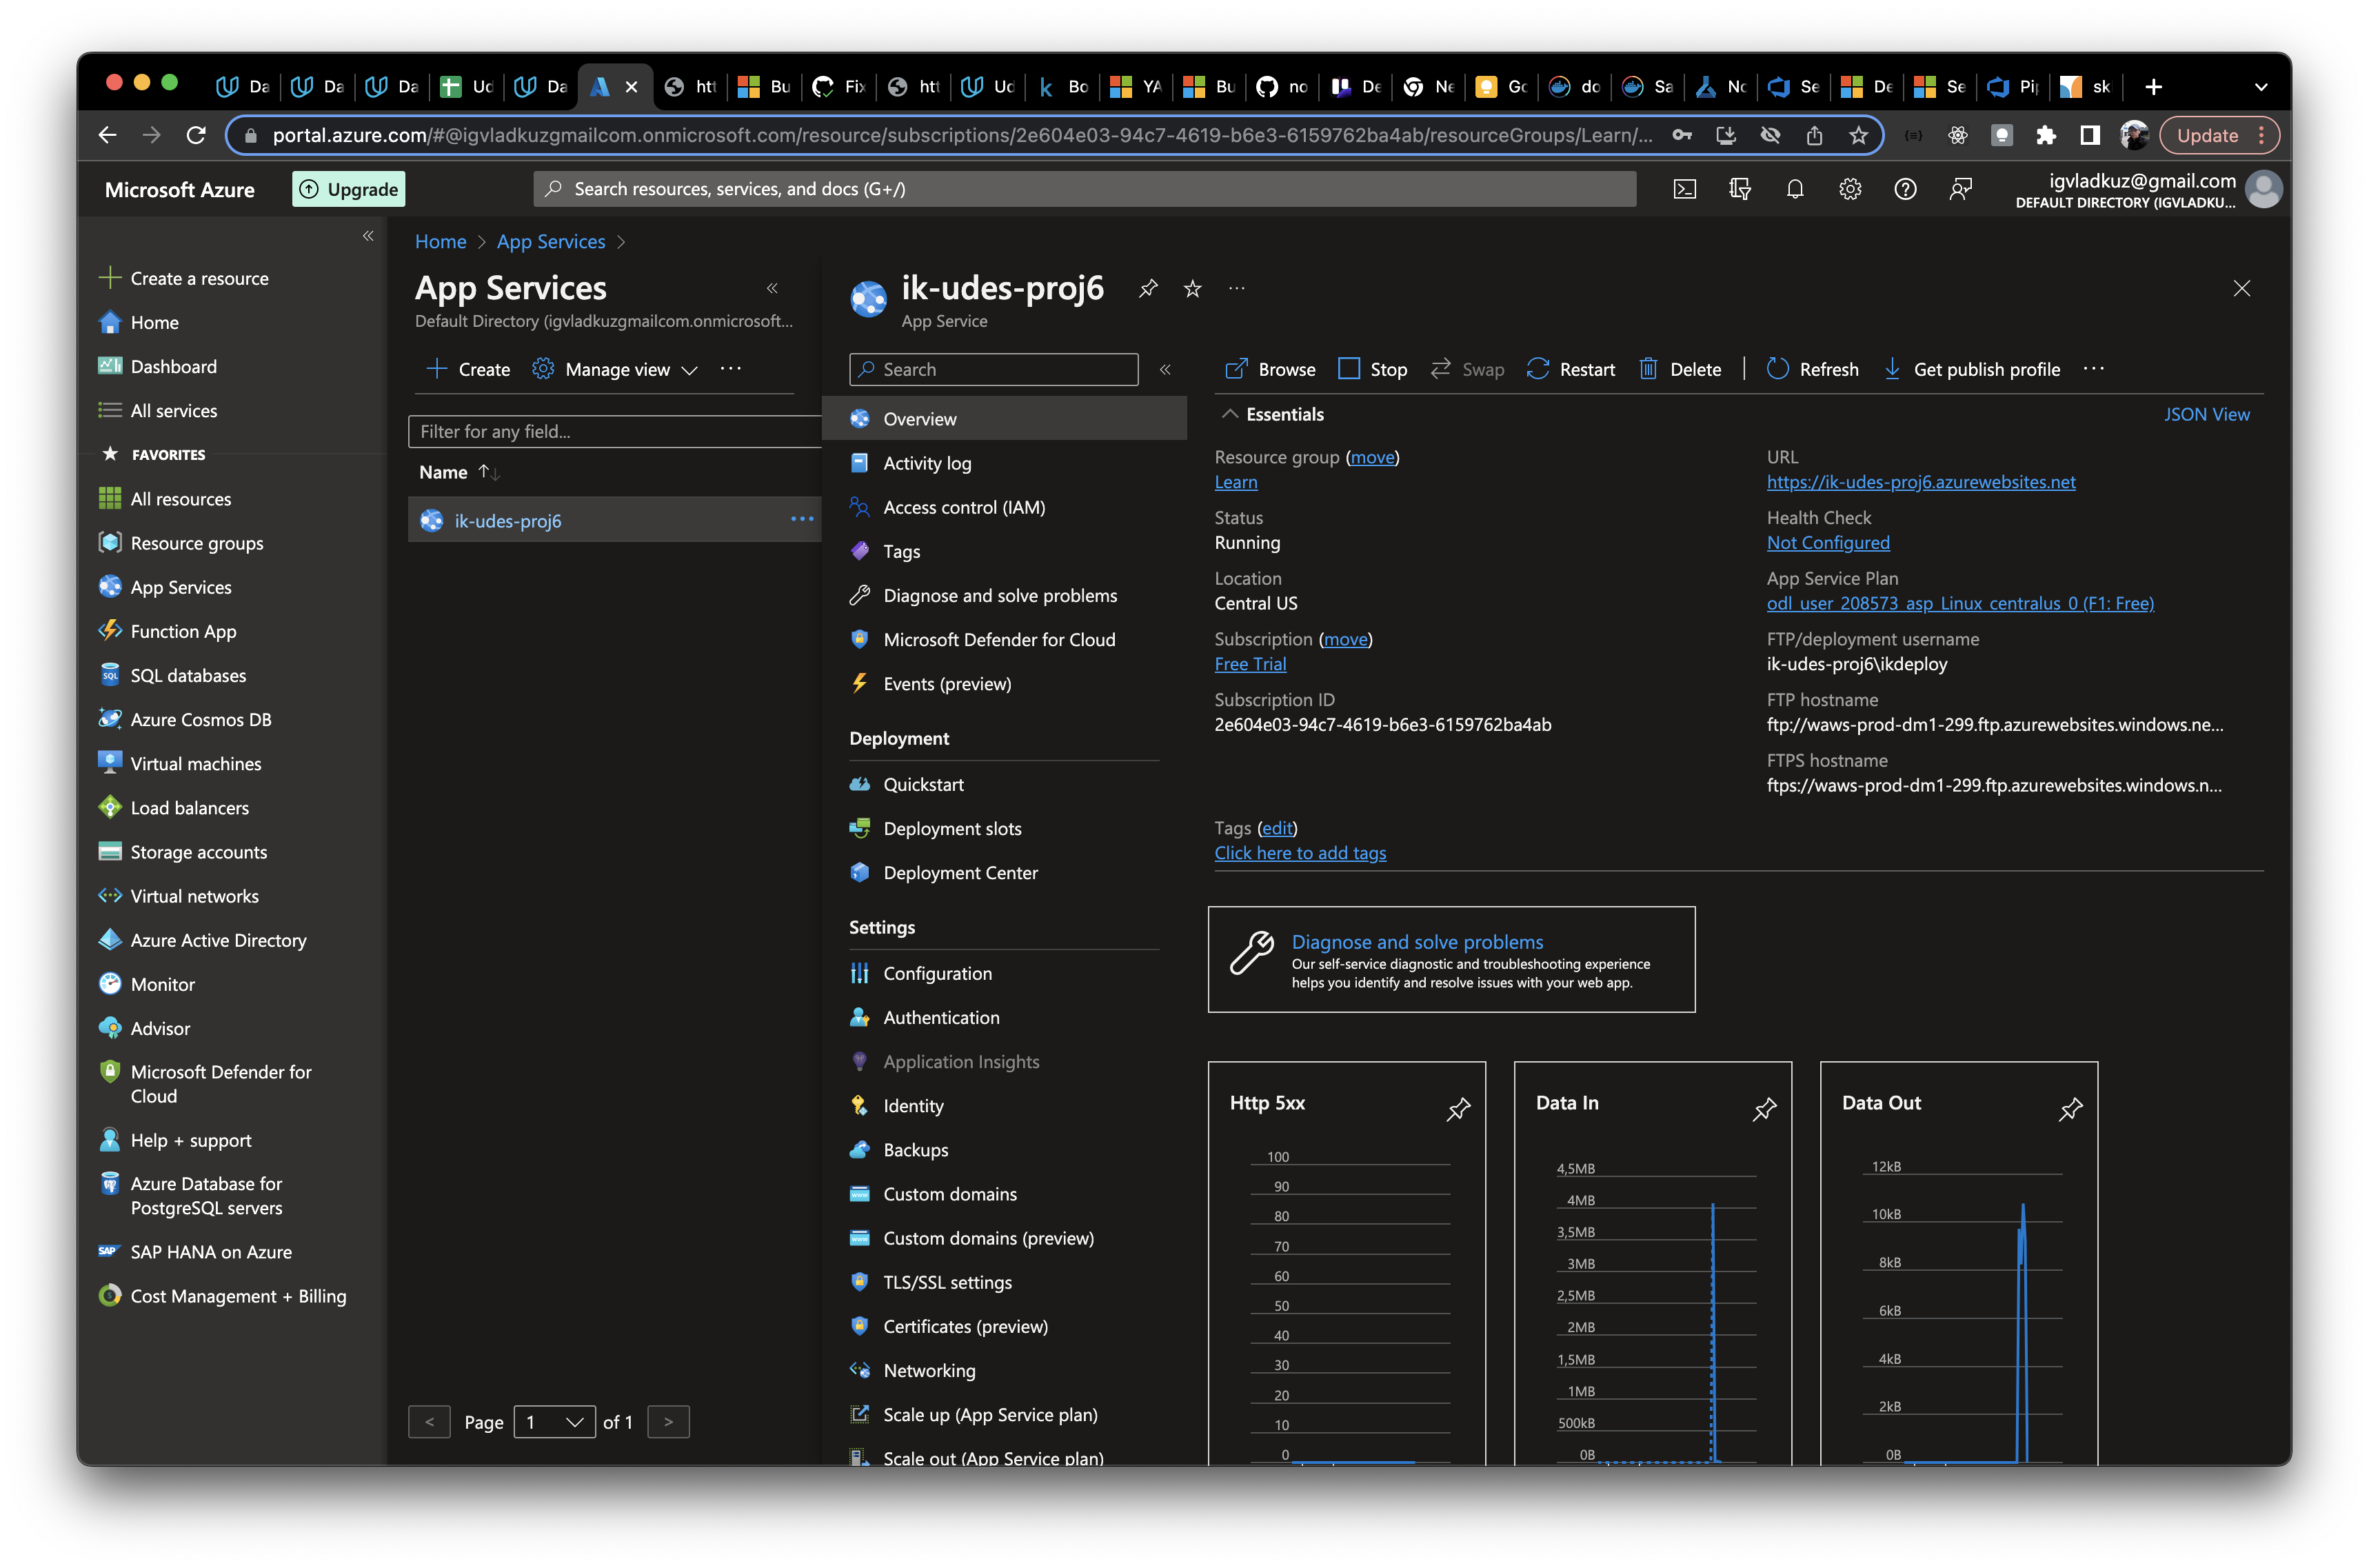 Da
Da
Da
Uc
Da
htt
Bu
Fix
htt
Uc
Bo
YA
Bu
no
De
Ne
Gc
do
Sa
Nc
Se
De
Se
Pip
sk
portal.azure.com/#@igvladkuzgmailcom.onmicrosoft.com/resource/subscriptions/2e604e03-94c7-4619-b6e3-6159762ba4ab/resourceGroups/Learn/...
Update
Microsoft Azure
Upgrade
Search resources, services, and docs (G+/)
igvladkuz@gmail.com
DEFAULT DIRECTORY (IGVLADKU...
Create a resource
Home
Dashboard
All services
FAVORITES
All resources
Resource groups
App Services
Function App
SQL databases
Azure Cosmos DB
Virtual machines
Load balancers
Storage accounts
Virtual networks
Azure Active Directory
Monitor
Advisor
Microsoft Defender for
Cloud
Help + support
Azure Database for
PostgreSQL servers
SAP HANA on Azure
Cost Management + Billing
Home > App Services >
App Services
Default Directory (igvladkuzgmailcom.onmicrosoft...
Create
Manage view
...
Filter for any field...
Name
ik-udes-proj6
Page 1 of 1
ik-udes-proj6
App Service
Search
Overview
Activity log
Access control (IAM)
Tags
Diagnose and solve problems
Microsoft Defender for Cloud
Events (preview)
Deployment
Quickstart
Deployment slots
Deployment Center
Settings
Configuration
Authentication
Application Insights
Identity
Backups
Custom domains
Custom domains (preview)
TLS/SSL settings
Certificates (preview)
Networking
Scale up (App Service plan)
Scale out (App Service plan)
Browse
Stop
Swap
Restart
Delete
Refresh
Get publish profile
...
Essentials
JSON View
Resource group (move)
Learn
Status
Running
Location
Central US
Subscription (move)
Free Trial
Subscription ID
2e604e03-94c7-4619-b6e3-6159762ba4ab
URL
https://ik-udes-proj6.azurewebsites.net
Health Check
Not Configured
App Service Plan
odl_user_208573_asp_Linux_centralus_0 (F1: Free)
FTP/deployment username
ik-udes-proj6\ikdeploy
FTP hostname
ftp://waws-prod-dm1-299.ftp.azurewebsites.windows.ne...
FTPS hostname
ftps://waws-prod-dm1-299.ftp.azurewebsites.windows.n...
Tags (edit)
Click here to add tags
Diagnose and solve problems
Our self-service diagnostic and troubleshooting experience
helps you identify and resolve issues with your web app.
Http 5xx
100
90
80
70
60
50
40
30
20
10
0
Data In
4,5MB
4MB
3,5MB
3MB
2,5MB
2MB
1,5MB
1MB
500kB
0B
Data Out
12kB
10kB
8kB
6kB
4kB
2kB
0B